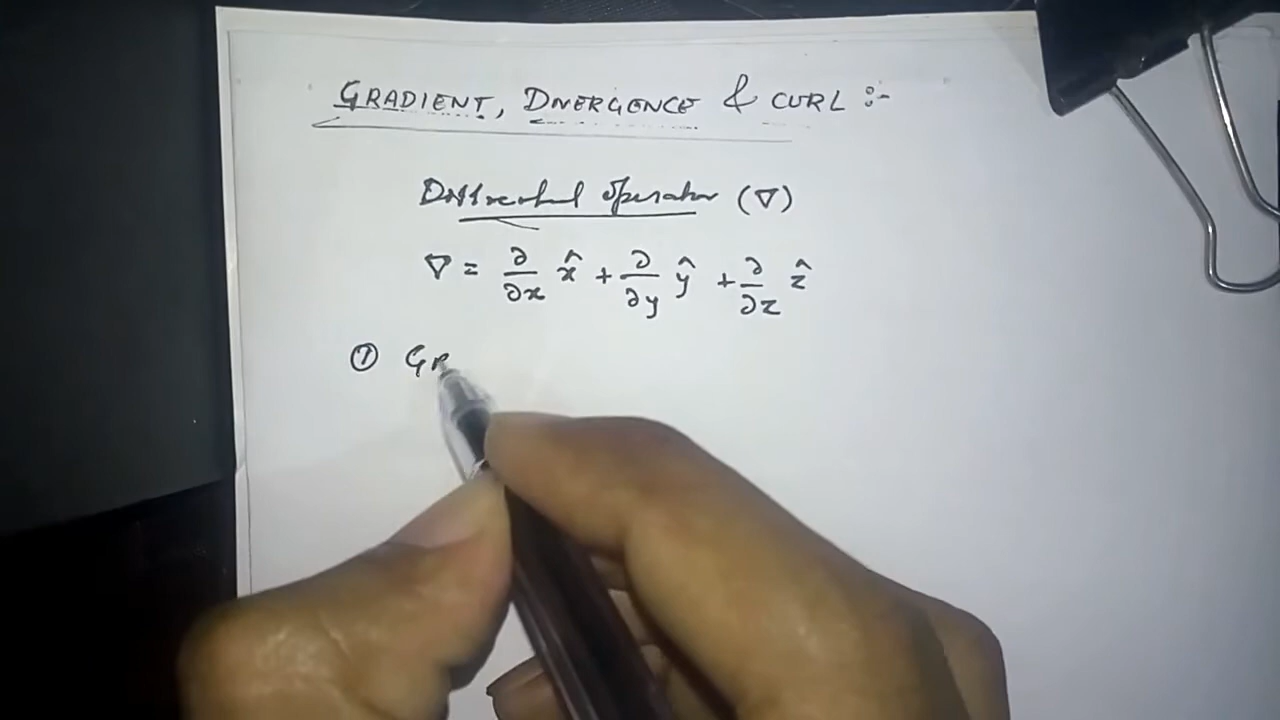 GRADIENT, DIVERGENCE & CURL :-
Differential operator (∇)
∇ = ∂/∂x x̂ + ∂/∂y ŷ + ∂/∂z ẑ
① GR